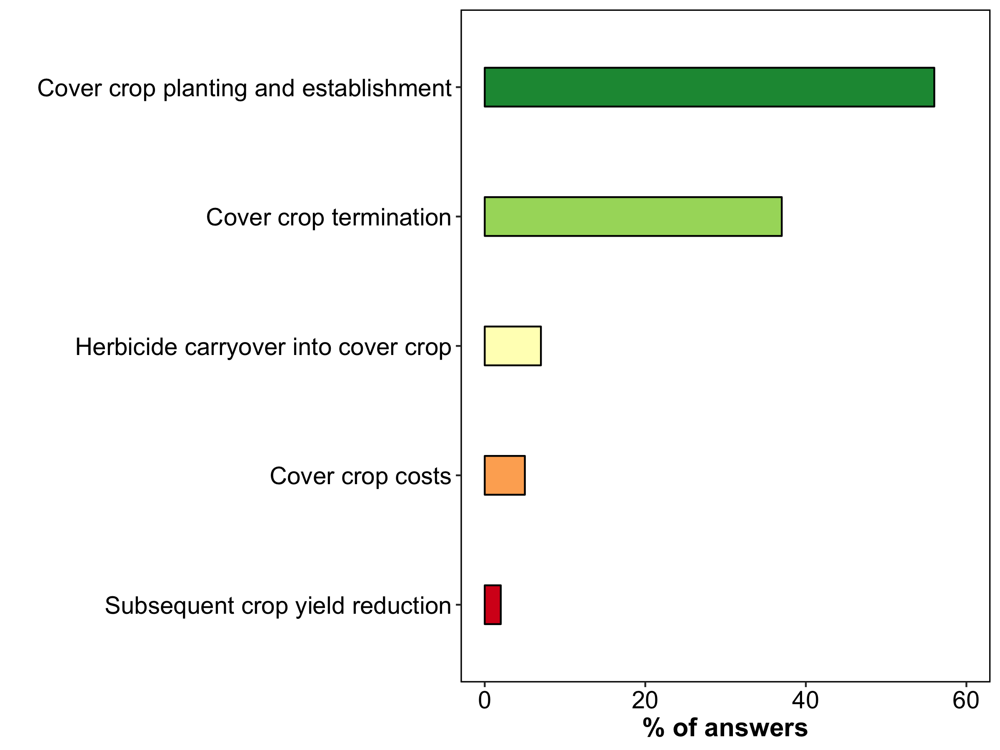 Cover crop planting and establishment
Cover crop termination
Herbicide carryover into cover crop
Cover crop costs
Subsequent crop yield reduction
0 20 40 60
% of answers